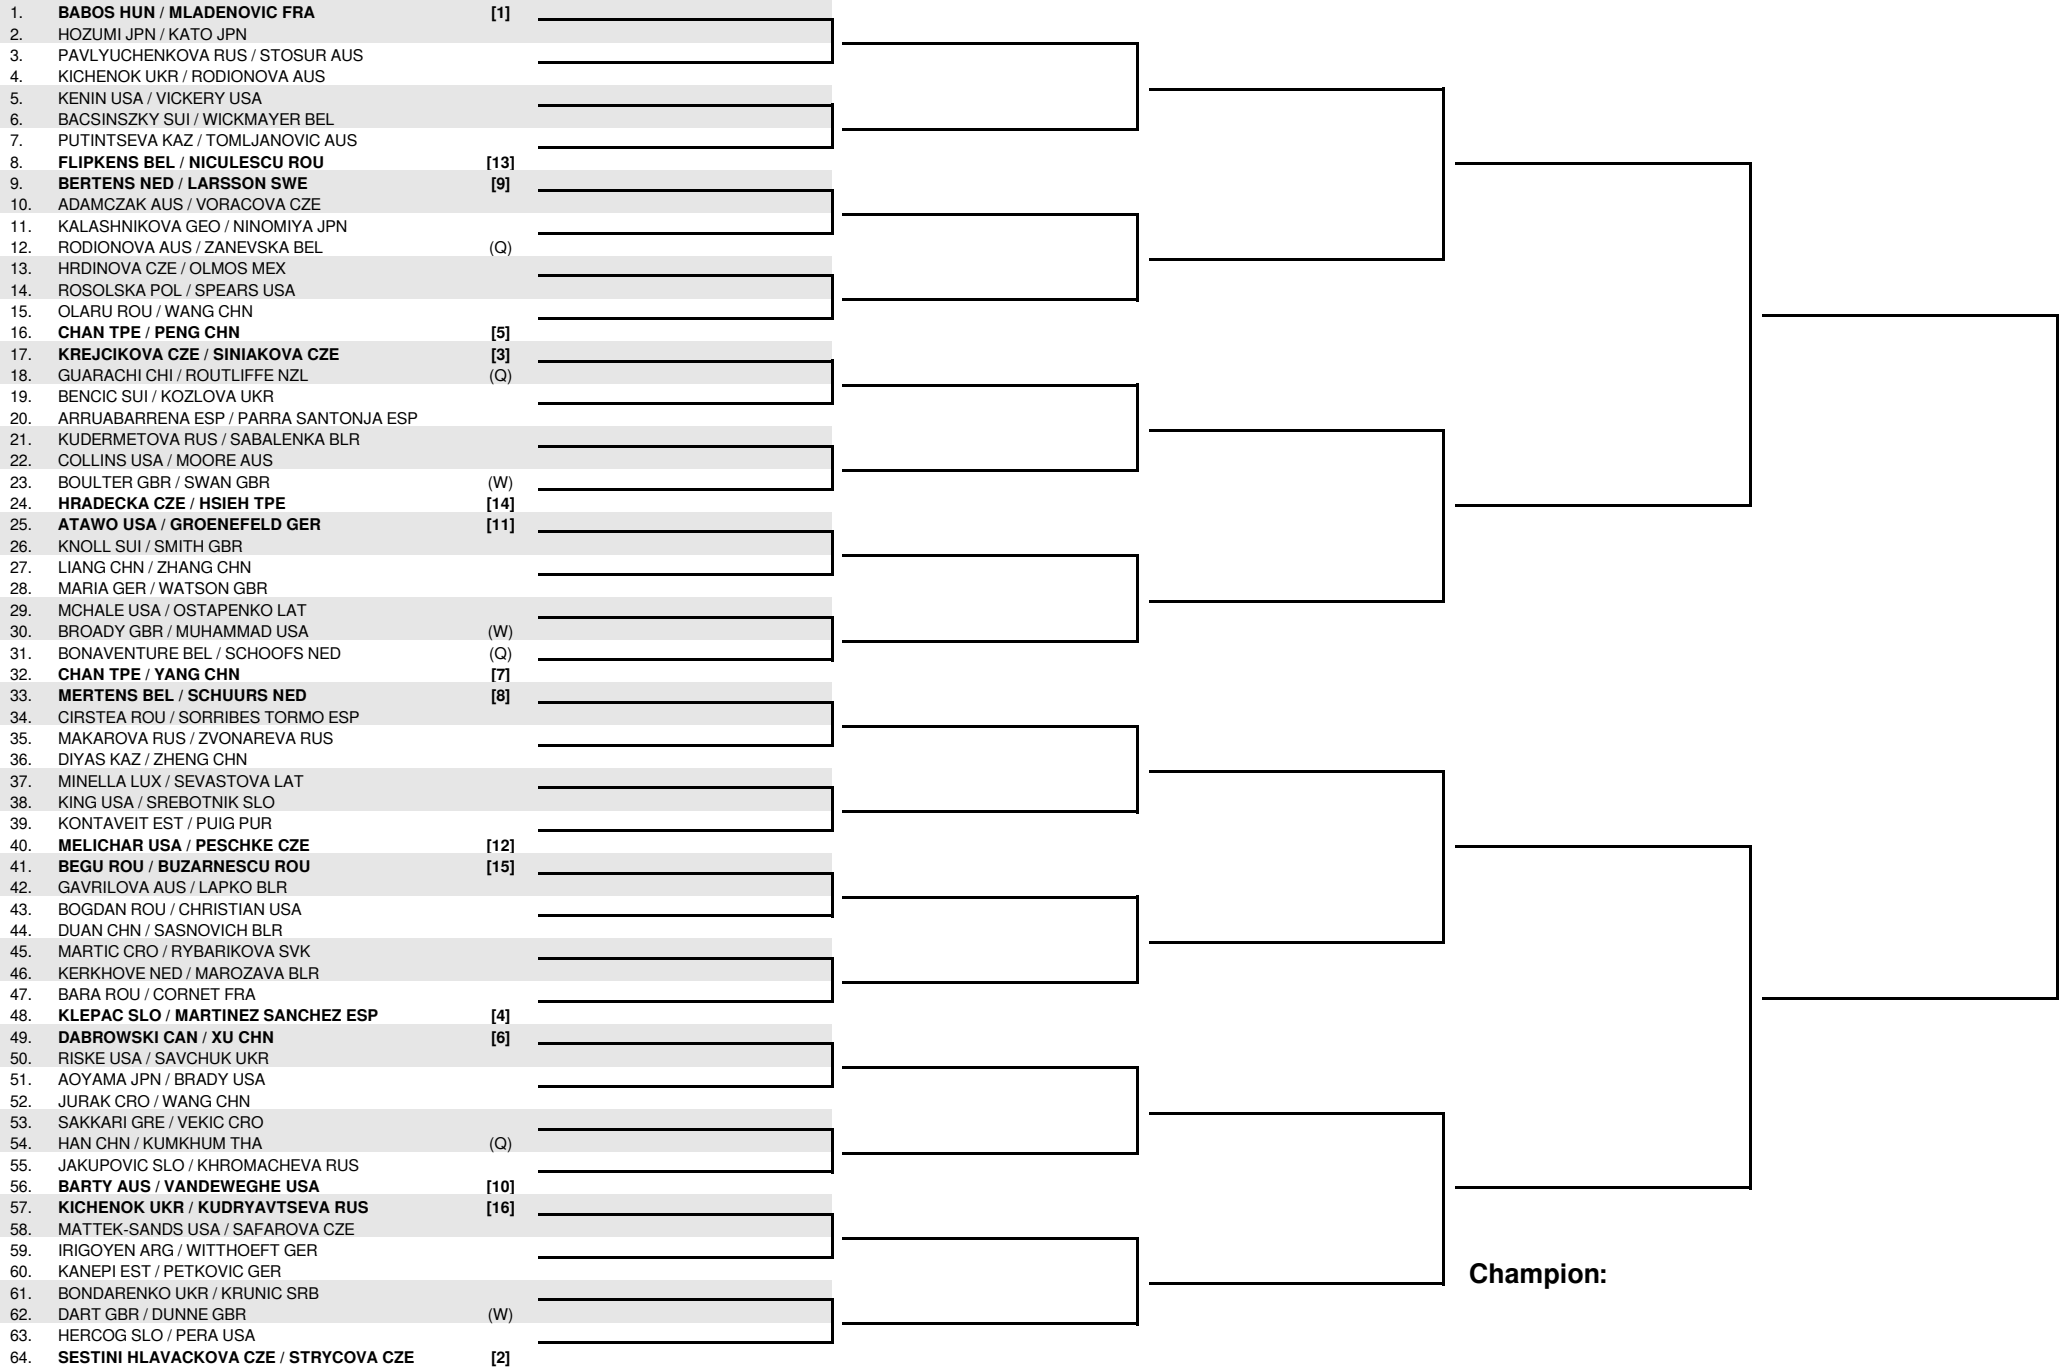 1. BABOS HUN / MLADENOVIC FRA [1]
2. HOZUMI JPN / KATO JPN
3. PAVLYUCHENKOVA RUS / STOSUR AUS
4. KICHENOK UKR / RODIONOVA AUS
5. KENIN USA / VICKERY USA
6. BACSINSZKY SUI / WICKMAYER BEL
7. PUTINTSEVA KAZ / TOMLJANOVIC AUS
8. FLIPKENS BEL / NICULESCU ROU [13]
9. BERTENS NED / LARSSON SWE [9]
10. ADAMCZAK AUS / VORACOVA CZE
11. KALASHNIKOVA GEO / NINOMIYA JPN
12. RODIONOVA AUS / ZANEVSKA BEL (Q)
13. HRDINOVA CZE / OLMOS MEX
14. ROSOLSKA POL / SPEARS USA
15. OLARU ROU / WANG CHN
16. CHAN TPE / PENG CHN [5]
17. KREJCIKOVA CZE / SINIAKOVA CZE [3]
18. GUARACHI CHI / ROUTLIFFE NZL (Q)
19. BENCIC SUI / KOZLOVA UKR
20. ARRUABARRENA ESP / PARRA SANTONJA ESP
21. KUDERMETOVA RUS / SABALENKA BLR
22. COLLINS USA / MOORE AUS
23. BOULTER GBR / SWAN GBR (W)
24. HRADECKA CZE / HSIEH TPE [14]
25. ATAWO USA / GROENEFELD GER [11]
26. KNOLL SUI / SMITH GBR
27. LIANG CHN / ZHANG CHN
28. MARIA GER / WATSON GBR
29. MCHALE USA / OSTAPENKO LAT
30. BROADY GBR / MUHAMMAD USA (W)
31. BONAVENTURE BEL / SCHOOFS NED (Q)
32. CHAN TPE / YANG CHN [7]
33. MERTENS BEL / SCHUURS NED [8]
34. CIRSTEA ROU / SORRIBES TORMO ESP
35. MAKAROVA RUS / ZVONAREVA RUS
36. DIYAS KAZ / ZHENG CHN
37. MINELLA LUX / SEVASTOVA LAT
38. KING USA / SREBOTNIK SLO
39. KONTAVEIT EST / PUIG PUR
40. MELICHAR USA / PESCHKE CZE [12]
41. BEGU ROU / BUZARNESCU ROU [15]
42. GAVRILOVA AUS / LAPKO BLR
43. BOGDAN ROU / CHRISTIAN USA
44. DUAN CHN / SASNOVICH BLR
45. MARTIC CRO / RYBARIKOVA SVK
46. KERKHOVE NED / MAROZAVA BLR
47. BARA ROU / CORNET FRA
48. KLEPAC SLO / MARTINEZ SANCHEZ ESP [4]
49. DABROWSKI CAN / XU CHN [6]
50. RISKE USA / SAVCHUK UKR
51. AOYAMA JPN / BRADY USA
52. JURAK CRO / WANG CHN
53. SAKKARI GRE / VEKIC CRO
54. HAN CHN / KUMKHUM THA (Q)
55. JAKUPOVIC SLO / KHROMACHEVA RUS
56. BARTY AUS / VANDEWEGHE USA [10]
57. KICHENOK UKR / KUDRYAVTSEVA RUS [16]
58. MATTEK-SANDS USA / SAFAROVA CZE
59. IRIGOYEN ARG / WITTHOEFT GER
60. KANEPI EST / PETKOVIC GER
Champion:
61. BONDARENKO UKR / KRUNIC SRB
62. DART GBR / DUNNE GBR (W)
63. HERCOG SLO / PERA USA
64. SESTINI HLAVACKOVA CZE / STRYCOVA CZE [2]